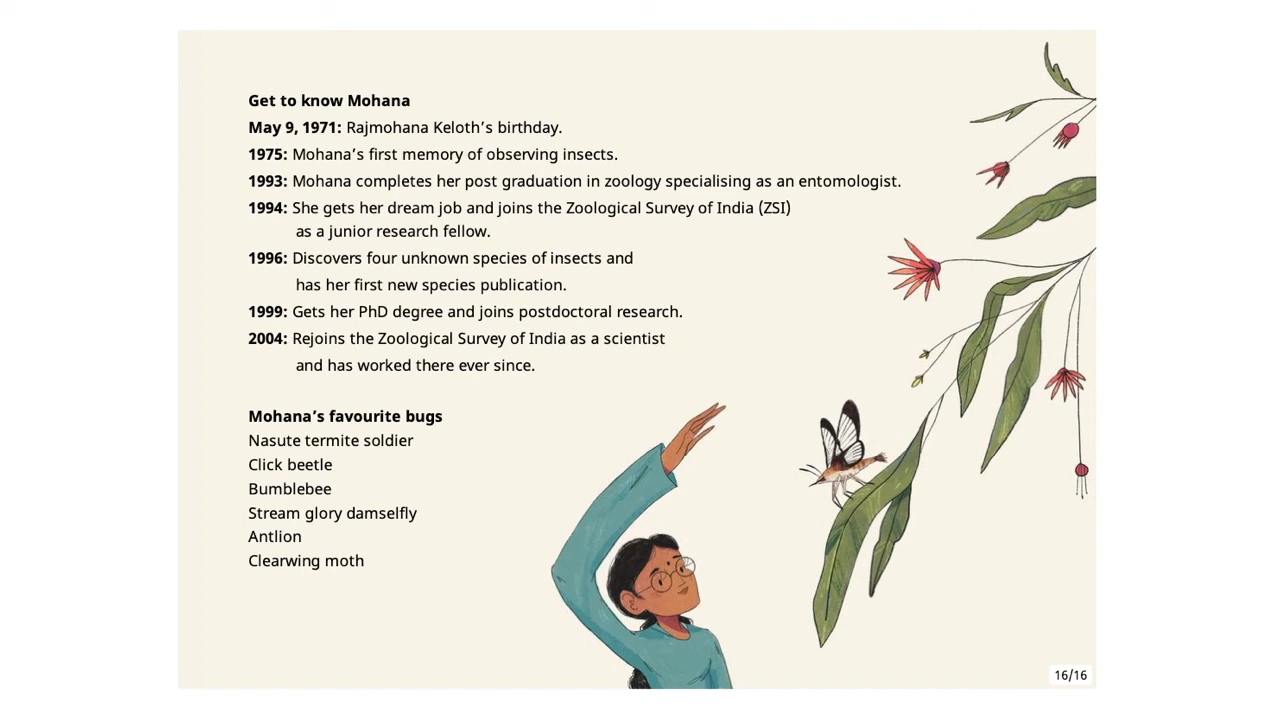 Get to know Mohana
May 9, 1971: Rajmohana Keloth’s birthday.
1975: Mohana’s first memory of observing insects.
1993: Mohana completes her post graduation in zoology specialising as an entomologist.
1994: She gets her dream job and joins the Zoological Survey of India (ZSI)
as a junior research fellow.
1996: Discovers four unknown species of insects and
has her first new species publication.
1999: Gets her PhD degree and joins postdoctoral research.
2004: Rejoins the Zoological Survey of India as a scientist
and has worked there ever since.
Mohana’s favourite bugs
Nasute termite soldier
Click beetle
Bumblebee
Stream glory damselfly
Antlion
Clearwing moth
16/16